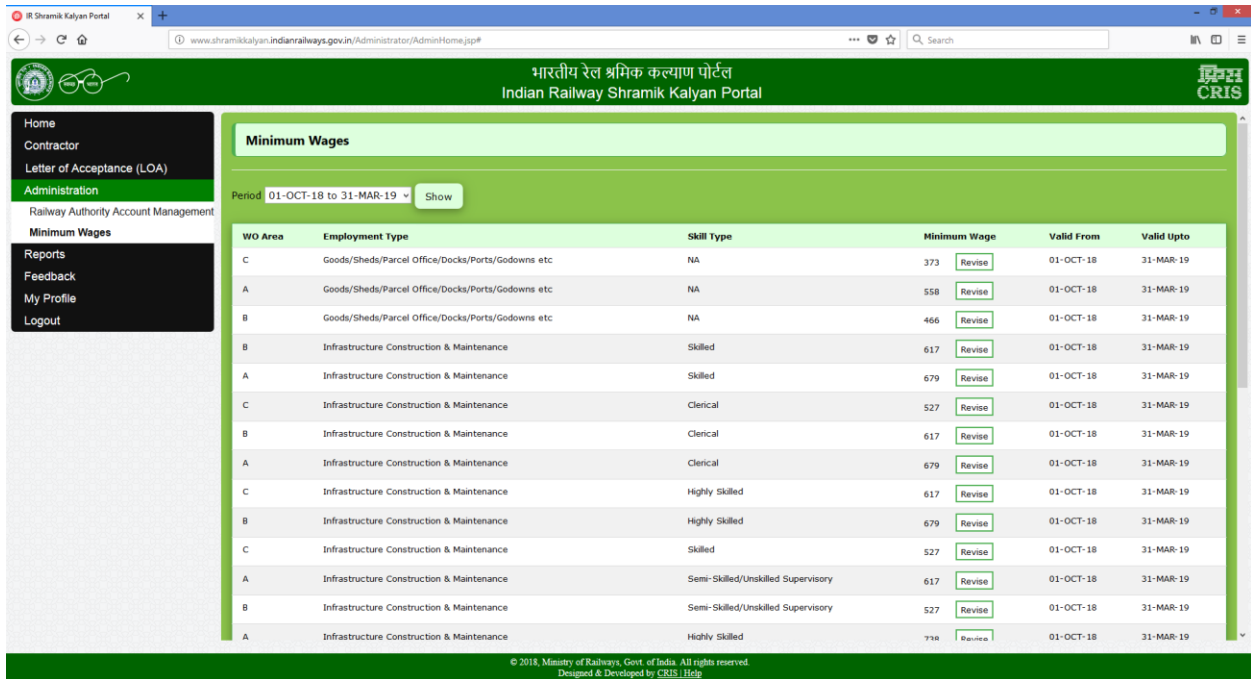 IR Shramik Kalyan Portal
www.shramikkalyan.indianrailways.gov.in/Administrator/AdminHome.jsp#
Search
भारतीय रेल श्रमिक कल्याण पोर्टल
Indian Railway Shramik Kalyan Portal
क्रिस
CRIS
Home
Contractor
Letter of Acceptance (LOA)
Administration
Railway Authority Account Management
Minimum Wages
Reports
Feedback
My Profile
Logout
Minimum Wages
Period 01-OCT-18 to 31-MAR-19 Show
WO Area Employment Type Skill Type Minimum Wage Valid From Valid Upto
C Goods/Sheds/Parcel Office/Docks/Ports/Godowns etc NA 373 Revise 01-OCT-18 31-MAR-19
A Goods/Sheds/Parcel Office/Docks/Ports/Godowns etc NA 558 Revise 01-OCT-18 31-MAR-19
B Goods/Sheds/Parcel Office/Docks/Ports/Godowns etc NA 466 Revise 01-OCT-18 31-MAR-19
B Infrastructure Construction & Maintenance Skilled 617 Revise 01-OCT-18 31-MAR-19
A Infrastructure Construction & Maintenance Skilled 679 Revise 01-OCT-18 31-MAR-19
C Infrastructure Construction & Maintenance Clerical 527 Revise 01-OCT-18 31-MAR-19
B Infrastructure Construction & Maintenance Clerical 617 Revise 01-OCT-18 31-MAR-19
A Infrastructure Construction & Maintenance Clerical 679 Revise 01-OCT-18 31-MAR-19
C Infrastructure Construction & Maintenance Highly Skilled 617 Revise 01-OCT-18 31-MAR-19
B Infrastructure Construction & Maintenance Highly Skilled 679 Revise 01-OCT-18 31-MAR-19
C Infrastructure Construction & Maintenance Skilled 527 Revise 01-OCT-18 31-MAR-19
A Infrastructure Construction & Maintenance Semi-Skilled/Unskilled Supervisory 617 Revise 01-OCT-18 31-MAR-19
B Infrastructure Construction & Maintenance Semi-Skilled/Unskilled Supervisory 527 Revise 01-OCT-18 31-MAR-19
A Infrastructure Construction & Maintenance Highly Skilled 738 Revise 01-OCT-18 31-MAR-19
© 2018, Ministry of Railways, Govt. of India. All rights reserved.
Designed & Developed by CRIS | Help